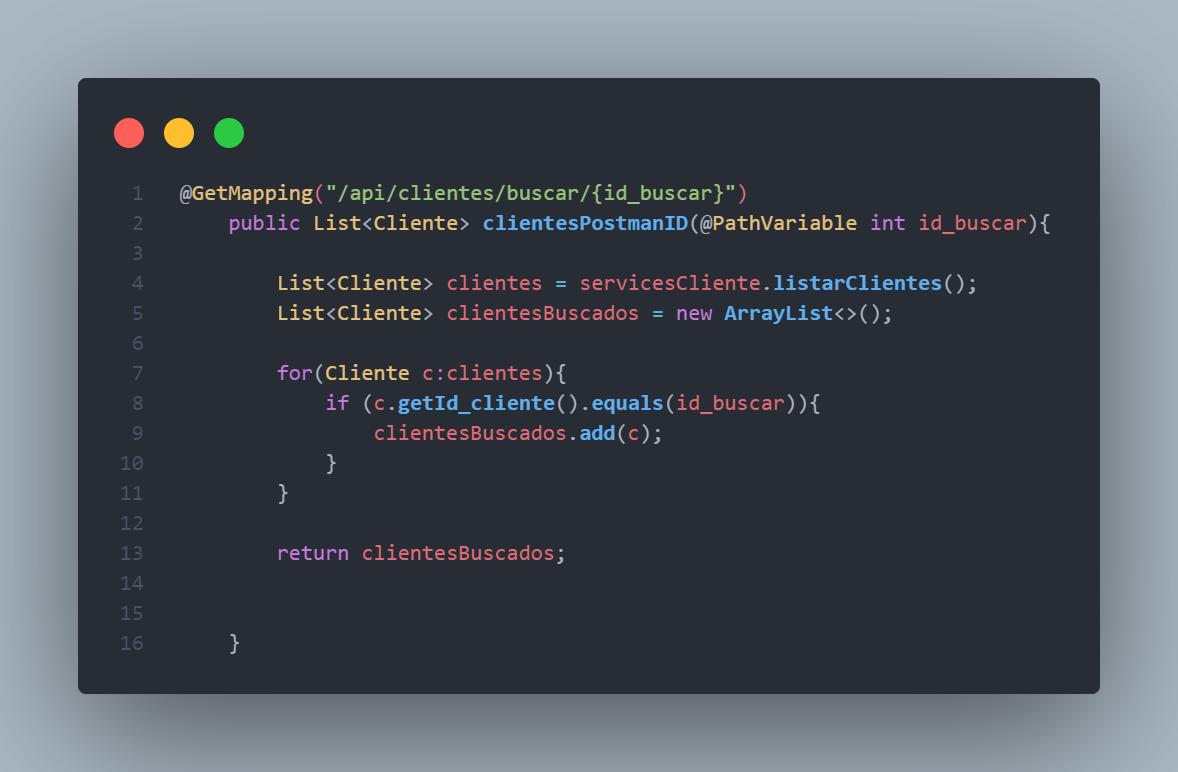 1 @GetMapping("/api/clientes/buscar/{id_buscar}")
2     public List<Cliente> clientesPostmanID(@PathVariable int id_buscar){
3
4         List<Cliente> clientes = servicesCliente.listarClientes();
5         List<Cliente> clientesBuscados = new ArrayList<>();
6
7         for(Cliente c:clientes){
8             if (c.getId_cliente().equals(id_buscar)){
9                 clientesBuscados.add(c);
10             }
11         }
12
13         return clientesBuscados;
14
15
16     }